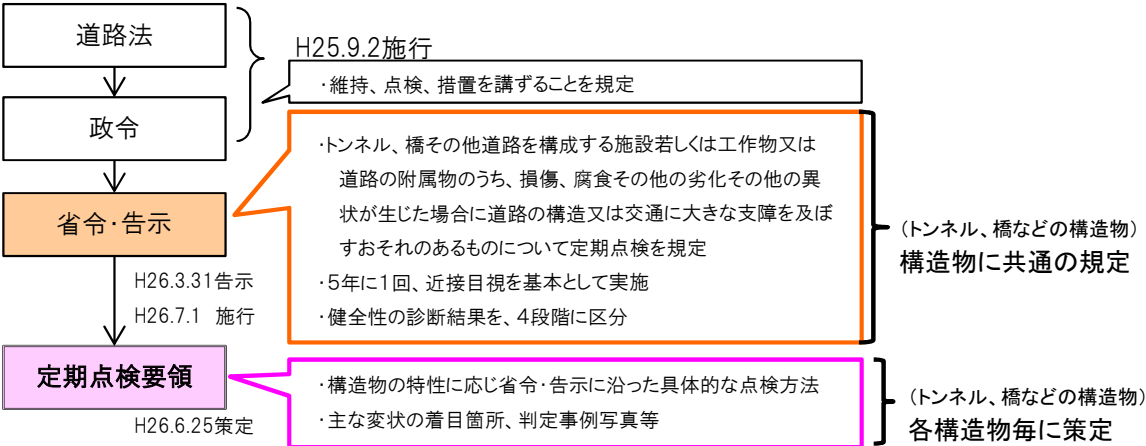 道路法
H25.9.2施行
・維持、点検、措置を講ずることを規定
政令
・トンネル、橋その他道路を構成する施設若しくは工作物又は
道路の附属物のうち、損傷、腐食その他の劣化その他の異
状が生じた場合に道路の構造又は交通に大きな支障を及ぼ
すおそれのあるものについて定期点検を規定
・5年に1回、近接目視を基本として実施
・健全性の診断結果を、4段階に区分
省令・告示
(トンネル、橋などの構造物)
構造物に共通の規定
H26.3.31告示
H26.7.1 施行
定期点検要領
・構造物の特性に応じ省令・告示に沿った具体的な点検方法
・主な変状の着目箇所、判定事例写真等
(トンネル、橋などの構造物)
各構造物毎に策定
H26.6.25策定